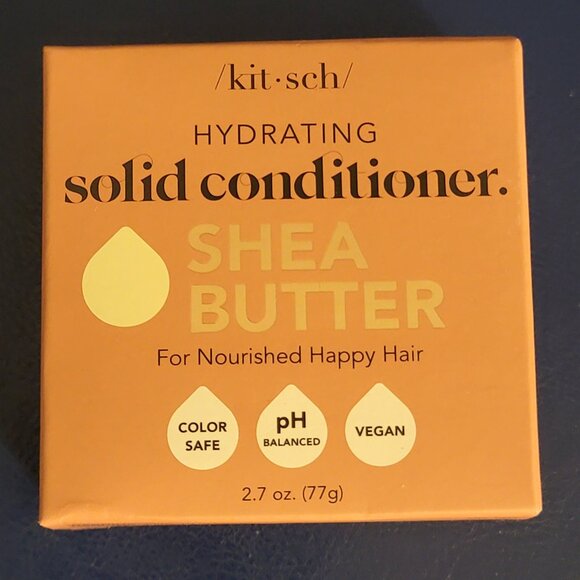 /kit·sch/
HYDRATING
solid conditioner.
SHEA
BUTTER
For Nourished Happy Hair
COLOR
SAFE
pH
BALANCED
VEGAN
2.7 oz. (77g)